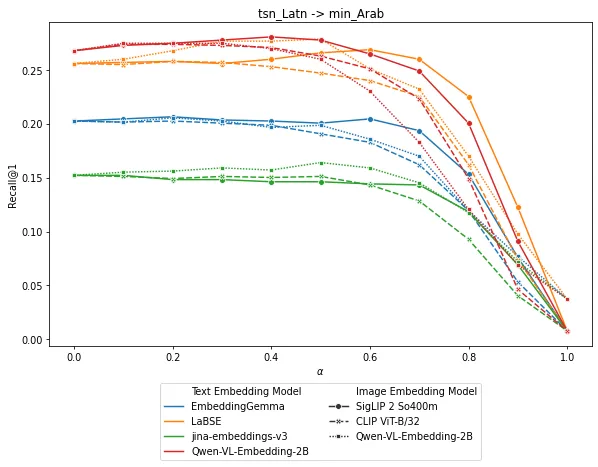 tsn_Latn -> min_Arab
Recall@1
0.25
0.20
0.15
0.10
0.05
0.00
0.0 0.2 0.4 0.6 0.8 1.0
α
Text Embedding Model Image Embedding Model
EmbeddingGemma SigLIP 2 So400m
LaBSE CLIP ViT-B/32
jina-embeddings-v3 Qwen-VL-Embedding-2B
Qwen-VL-Embedding-2B